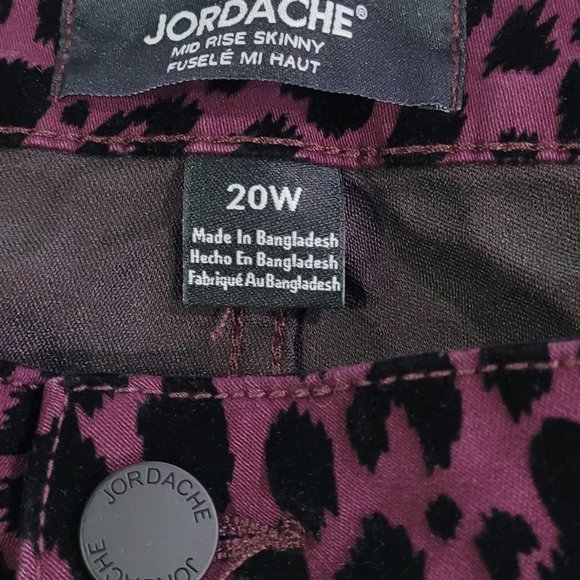 JORDACHE®
MID RISE SKINNY
FUSELÉ MI HAUT
20W
Made In Bangladesh
Hecho En Bangladesh
Fabriqué Au Bangladesh
JORDACHE
JORDACHE